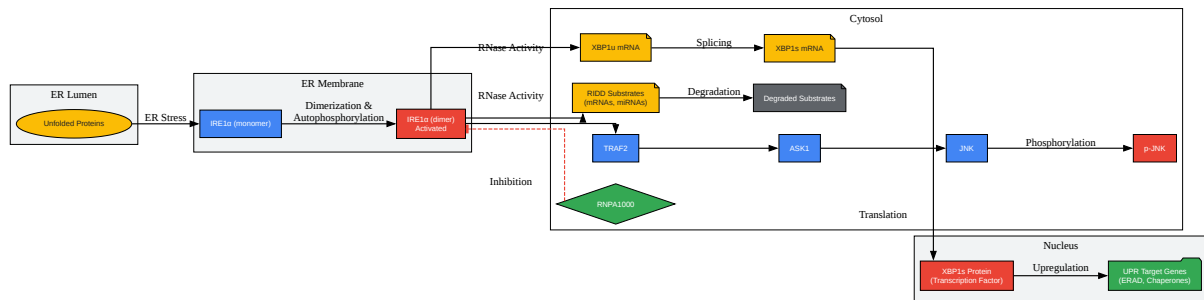 Cytosol
RNase Activity
XBP1u mRNA
Splicing
XBP1s mRNA
ER Membrane
ER Lumen
Unfolded Proteins
ER Stress
IRE1α (monomer)
Dimerization &
Autophosphorylation
IRE1α (dimer)
Activated
RNase Activity
RIDD Substrates
(mRNAs, miRNAs)
Degradation
Degraded Substrates
TRAF2
ASK1
JNK
Phosphorylation
p-JNK
Inhibition
RNPA1000
Translation
Nucleus
XBP1s Protein
(Transcription Factor)
Upregulation
UPR Target Genes
(ERAD, Chaperones)